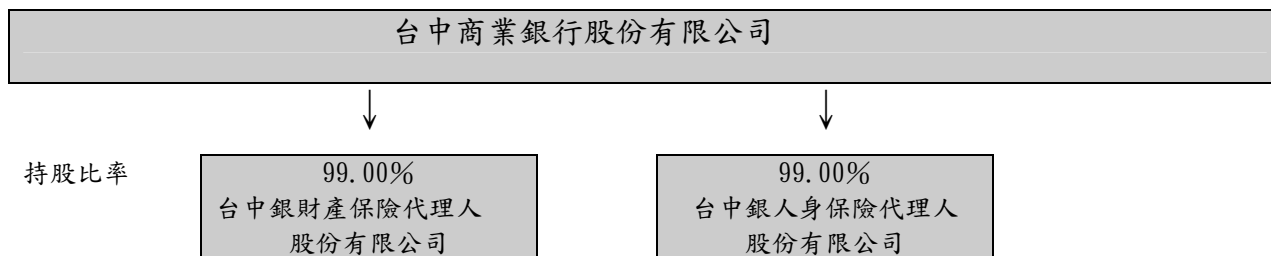 台中商業銀行股份有限公司
持股比率
99.00%
台中銀財產保險代理人
股份有限公司
99.00%
台中銀人身保險代理人
股份有限公司